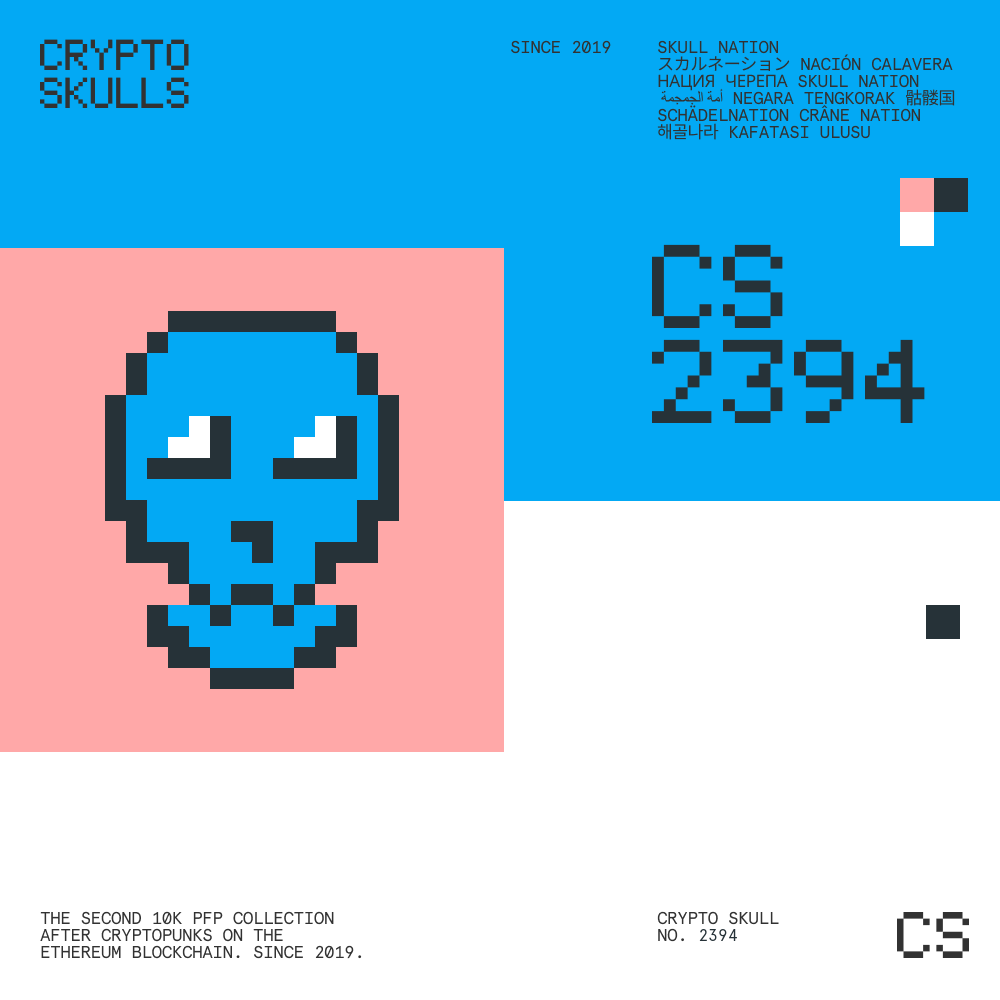 CRYPTO
SKULLS
SINCE 2019
SKULL NATION
スカルネーション NACIÓN CALAVERA
НАЦИЯ ЧЕРЕПА SKULL NATION
أمة الجمجمة NEGARA TENGKORAK 骷髅国
SCHÄDELNATION CRÂNE NATION
해골나라 KAFATASI ULUSU
CS
2394
THE SECOND 10K PFP COLLECTION
AFTER CRYPTOPUNKS ON THE
ETHEREUM BLOCKCHAIN. SINCE 2019.
CRYPTO SKULL
NO. 2394
CS